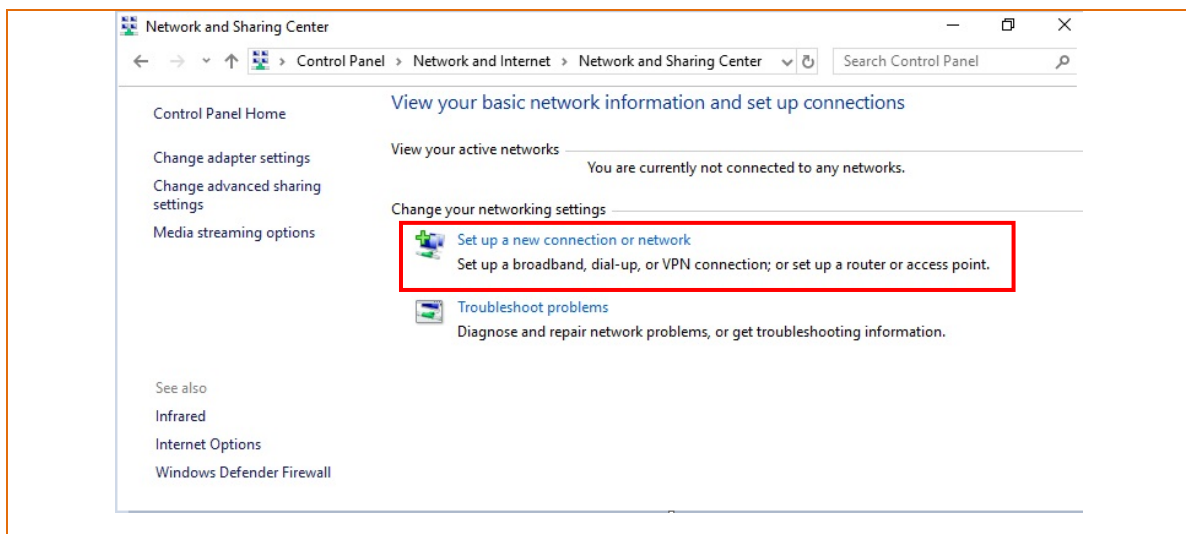 Network and Sharing Center
Control Panel > Network and Internet > Network and Sharing Center
Search Control Panel
Control Panel Home
Change adapter settings
Change advanced sharing
settings
Media streaming options
See also
Infrared
Internet Options
Windows Defender Firewall
View your basic network information and set up connections
View your active networks
You are currently not connected to any networks.
Change your networking settings
Set up a new connection or network
Set up a broadband, dial-up, or VPN connection; or set up a router or access point.
Troubleshoot problems
Diagnose and repair network problems, or get troubleshooting information.